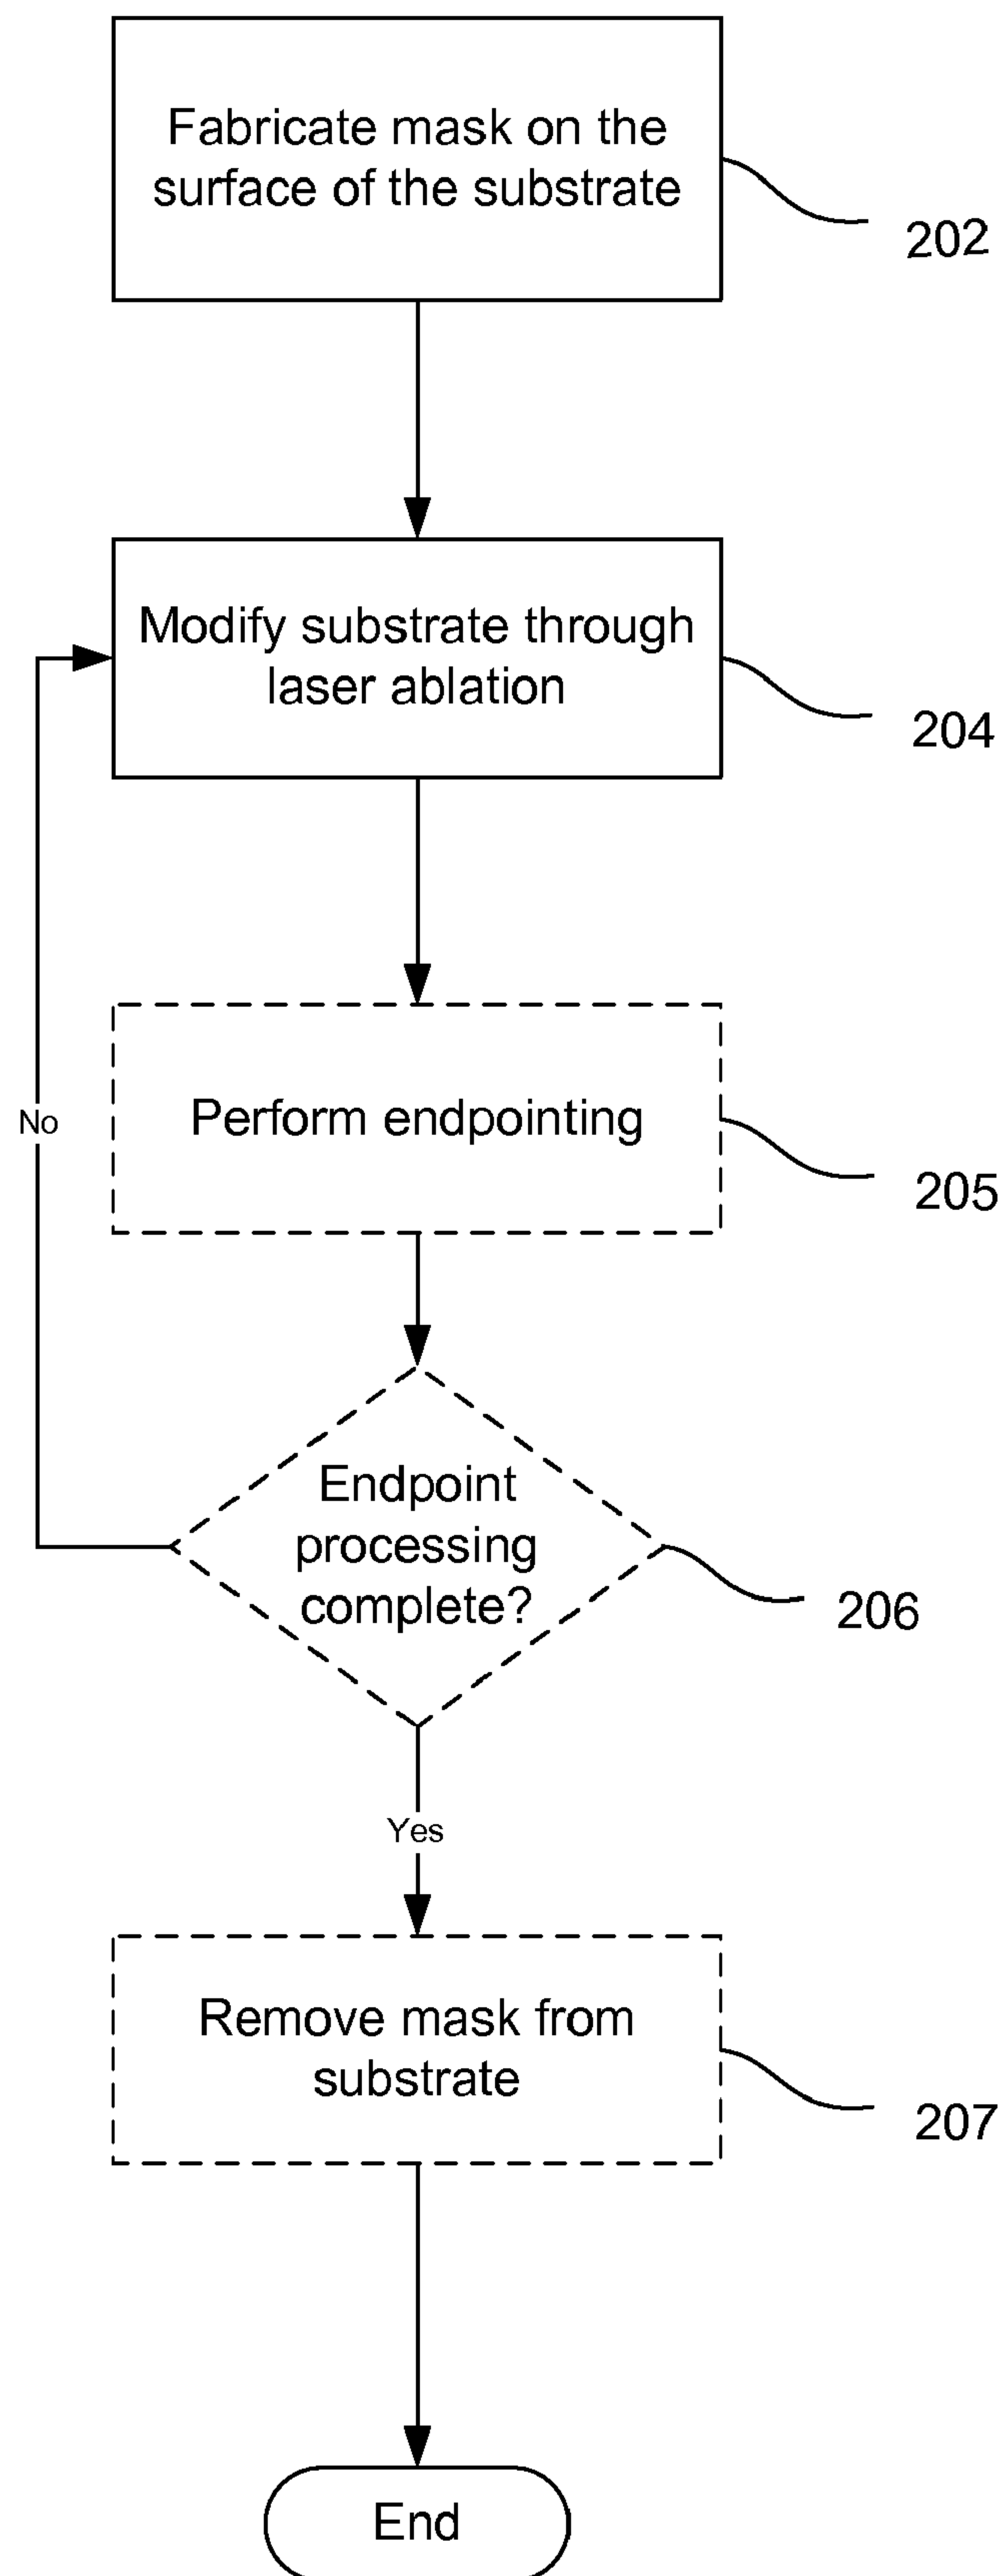 Fabricate mask on the
surface of the substrate
202
Modify substrate through
laser ablation
204
Perform endpointing
No
205
Endpoint
processing
complete?
206
Yes
Remove mask from
substrate
207
End